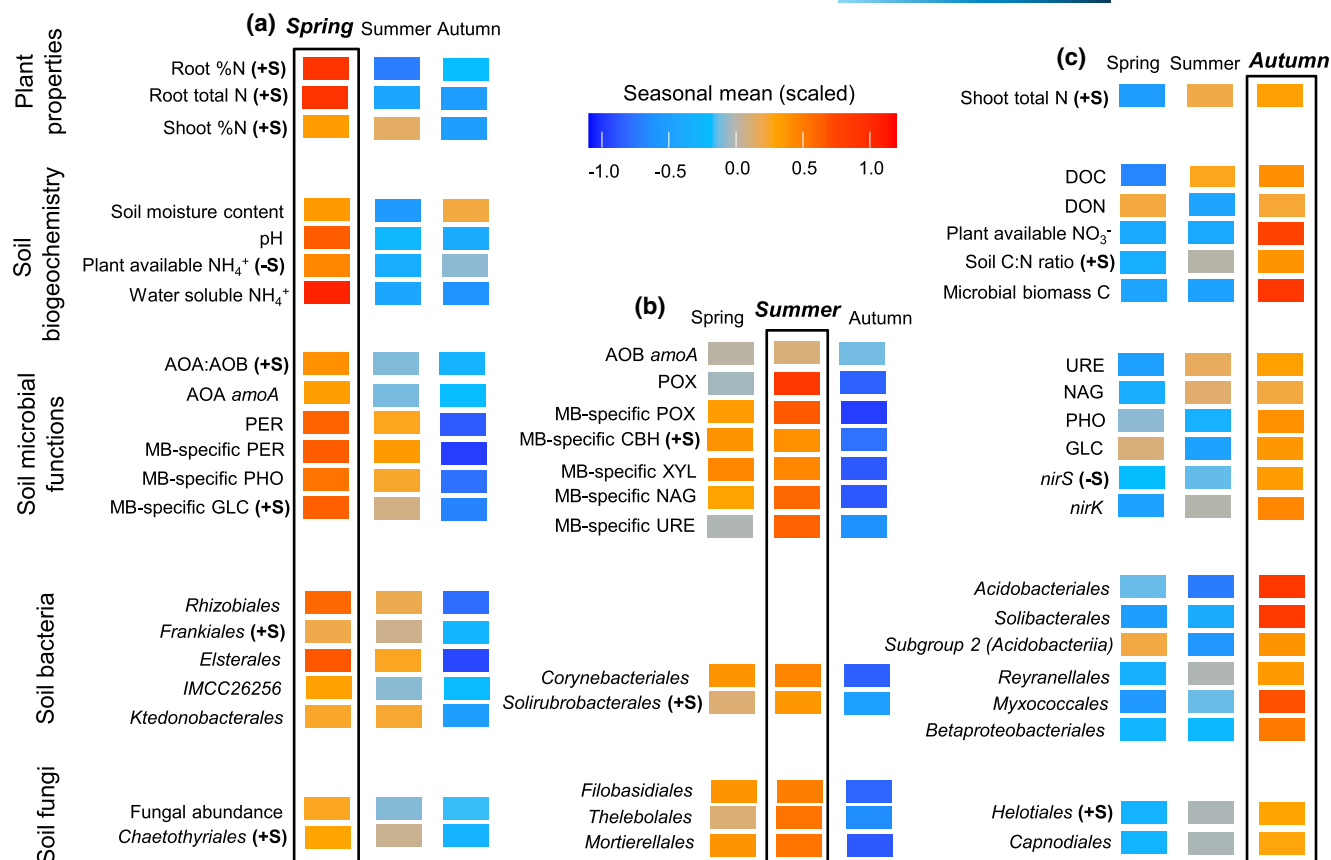 (a) Spring Summer Autumn
Plant properties
Root %N (+S)
Root total N (+S)
Shoot %N (+S)
Soil biogeochemistry
Soil moisture content
pH
Plant available NH₄⁺ (-S)
Water soluble NH₄⁺
Soil microbial functions
AOA:AOB (+S)
AOA amoA
PER
MB-specific PER
MB-specific PHO
MB-specific GLC (+S)
Soil bacteria
Rhizobiales
Frankiales (+S)
Elsterales
IMCC26256
Ktedonobacterales
Soil fungi
Fungal abundance
Chaetothyriales (+S)
Seasonal mean (scaled)
-1.0 -0.5 0.0 0.5 1.0
(b) Spring Summer Autumn
AOB amoA
POX
MB-specific POX
MB-specific CBH (+S)
MB-specific XYL
MB-specific NAG
MB-specific URE
Corynebacteriales
Solirubrobacterales (+S)
Filobasidiales
Thelebolales
Mortierellales
(c) Spring Summer Autumn
Shoot total N (+S)
DOC
DON
Plant available NO₃⁻
Soil C:N ratio (+S)
Microbial biomass C
URE
NAG
PHO
GLC
nirS (-S)
nirK
Acidobacteriales
Solibacterales
Subgroup 2 (Acidobacteriia)
Reyranellales
Myxococcales
Betaproteobacteriales
Helotiales (+S)
Capnodiales